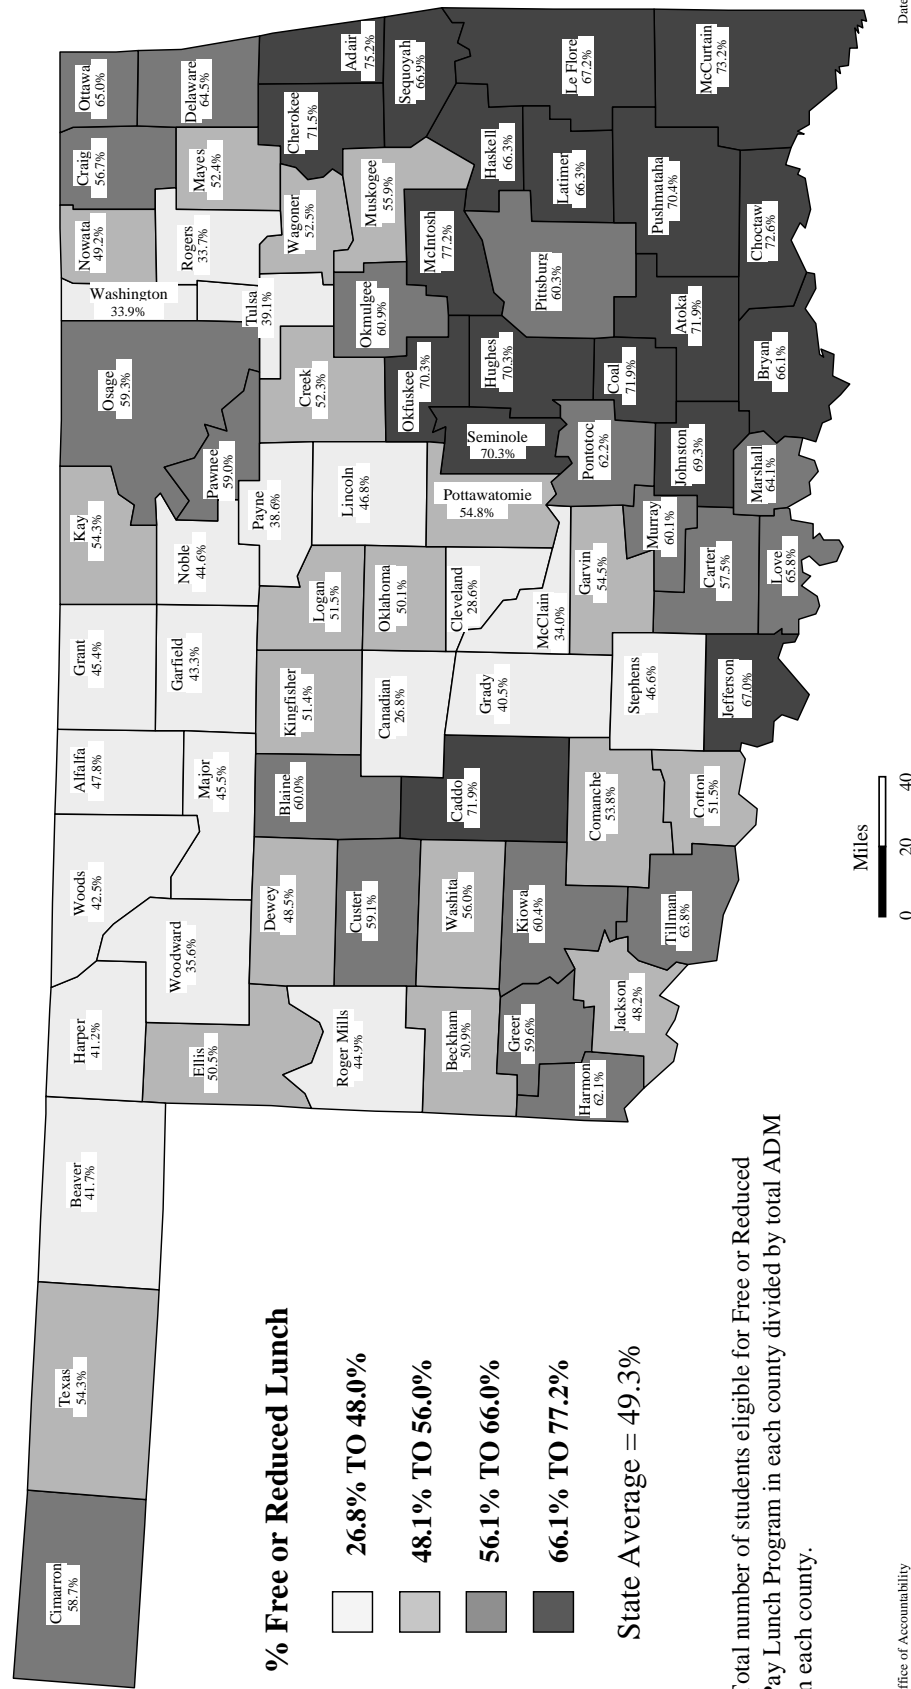 Cimarron
58.7%
Texas
54.3%
Beaver
41.7%
Harper
41.2%
Woods
42.5%
Alfalfa
47.8%
Grant
45.4%
Kay
54.3%
Osage
59.3%
Washington
33.9%
Nowata
49.2%
Craig
56.7%
Ottawa
65.0%
Ellis
50.5%
Woodward
35.6%
Major
45.5%
Garfield
43.3%
Noble
44.6%
Pawnee
59.0%
Rogers
33.7%
Mayes
52.4%
Delaware
64.5%
Roger Mills
44.9%
Dewey
48.5%
Blaine
60.0%
Kingfisher
51.4%
Logan
51.5%
Payne
38.6%
Creek
52.3%
Tulsa
39.1%
Wagoner
52.5%
Cherokee
71.5%
Adair
75.2%
Custer
59.1%
Canadian
26.8%
Oklahoma
50.1%
Lincoln
46.8%
Okfuskee
70.3%
Okmulgee
60.9%
Muskogee
55.9%
Sequoyah
66.9%
Beckham
50.9%
Washita
56.0%
Caddo
71.9%
Grady
40.5%
Cleveland
28.6%
McClain
34.0%
Pottawatomie
54.8%
Seminole
70.3%
Hughes
70.3%
McIntosh
77.2%
Haskell
66.3%
Greer
59.6%
Kiowa
60.4%
Harmon
62.1%
Jackson
48.2%
Tillman
63.8%
Comanche
53.8%
Cotton
51.5%
Stephens
46.6%
Jefferson
67.0%
Garvin
54.5%
Murray
60.1%
Carter
57.5%
Love
65.8%
Pontotoc
62.2%
Johnston
69.3%
Marshall
64.1%
Coal
71.9%
Atoka
71.9%
Bryan
66.1%
Pittsburg
60.3%
Latimer
66.3%
Le Flore
67.2%
Pushmataha
70.4%
Choctaw
72.6%
McCurtain
73.2%
% Free or Reduced Lunch
26.8% TO 48.0%
48.1% TO 56.0%
56.1% TO 66.0%
66.1% TO 77.2%
State Average = 49.3%
Total number of students eligible for Free or Reduced
Pay Lunch Program in each county divided by total ADM
in each county.
Miles
0 20 40
ffice of Accountability
Date